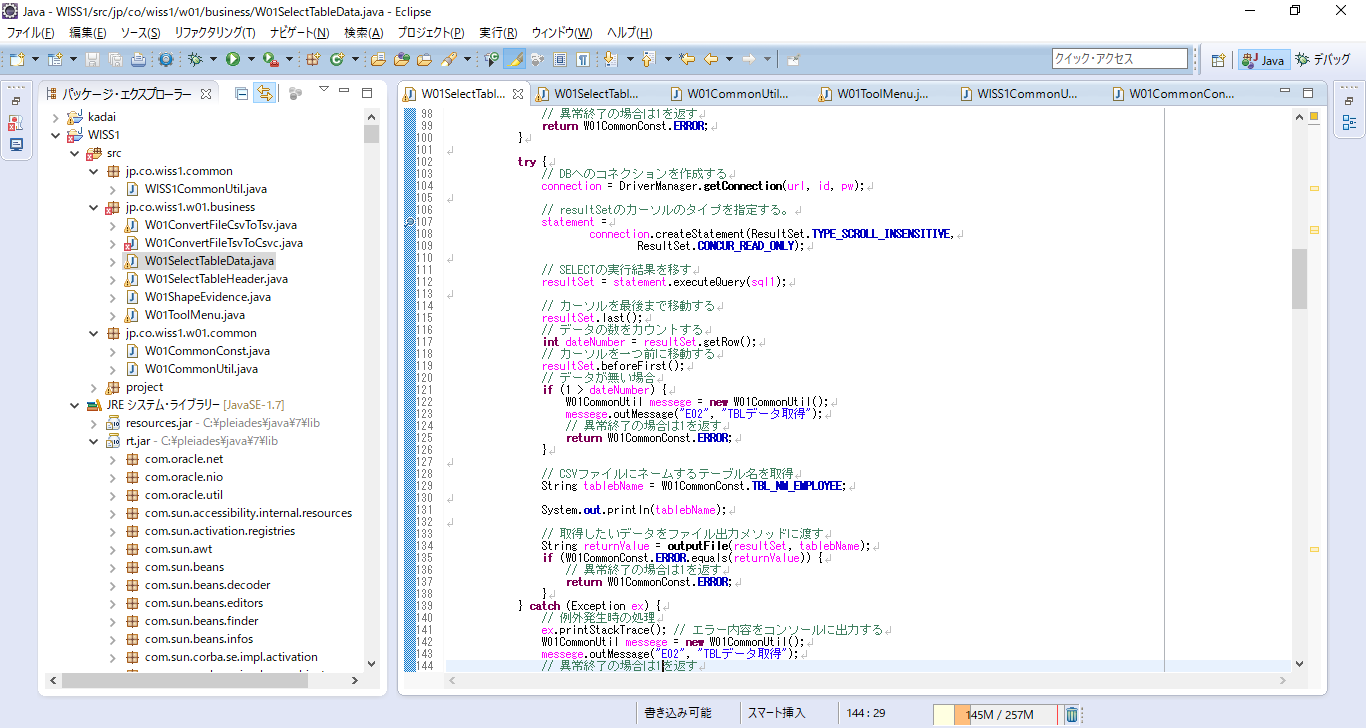 Java - WISS1/src/jp/co/wiss1/w01/business/W01SelectTableData.java - Eclipse
ファイル(F) 編集(E) ソース(S) リファクタリング(T) ナビゲート(N) 検索(A) プロジェクト(P) 実行(R) ウィンドウ(W) ヘルプ(H)
クイック・アクセス Java デバッグ
パッケージ・エクスプローラー
kadai
WISS1
src
jp.co.wiss1.common
WISS1CommonUtil.java
jp.co.wiss1.w01.business
W01ConvertFileCsvToTsv.java
W01ConvertFileTsvToCsvc.java
W01SelectTableData.java
W01SelectTableHeader.java
W01ShapeEvidence.java
W01ToolMenu.java
jp.co.wiss1.w01.common
W01CommonConst.java
W01CommonUtil.java
project
JRE システム・ライブラリー [JavaSE-1.7]
resources.jar - C:¥pleiades¥java¥7¥lib
rt.jar - C:¥pleiades¥java¥7¥lib
com.oracle.net
com.oracle.nio
com.oracle.util
com.sun.accessibility.internal.resources
com.sun.activation.registries
com.sun.awt
com.sun.beans
com.sun.beans.decoder
com.sun.beans.editors
com.sun.beans.finder
com.sun.beans.infos
com.sun.corba.se.impl.activation
W01SelectTabl... W01SelectTabl... W01CommonUtil... W01ToolMenu.j... WISS1CommonU... W01CommonCon...
98 // 異常終了の場合は1を返す
99 return W01CommonConst.ERROR;
100 }
101
102 try {
103 // DBへのコネクションを作成する
104 connection = DriverManager.getConnection(url, id, pw);
105
106 // resultSetのカーソルのタイプを指定する。
107 statement =
108 connection.createStatement(ResultSet.TYPE_SCROLL_INSENSITIVE,
109 ResultSet.CONCUR_READ_ONLY);
110
111 // SELECTの実行結果を移す
112 resultSet = statement.executeQuery(sql1);
113
114 // カーソルを最後まで移動する
115 resultSet.last();
116 // データの数をカウントする
117 int dateNumber = resultSet.getRow();
118 // カーソルを一つ前に移動する
119 resultSet.beforeFirst();
120 // データが無い場合
121 if (1 > dateNumber) {
122 W01CommonUtil messege = new W01CommonUtil();
123 messege.outMessage("E02", "TBLデータ取得");
124 // 異常終了の場合は1を返す
125 return W01CommonConst.ERROR;
126 }
127
128 // CSVファイルにネームするテーブル名を取得
129 String tablebName = W01CommonConst.TBL_NM_EMPLOYEE;
130
131 System.out.println(tablebName);
132
133 // 取得したいデータをファイル出力メソッドに渡す
134 String returnValue = outputFile(resultSet, tablebName);
135 if (W01CommonConst.ERROR.equals(returnValue)) {
136 // 異常終了の場合は1を返す
137 return W01CommonConst.ERROR;
138 }
139 } catch (Exception ex) {
140 // 例外発生時の処理
141 ex.printStackTrace(); // エラー内容をコンソールに出力する
142 W01CommonUtil messege = new W01CommonUtil();
143 messege.outMessage("E02", "TBLデータ取得");
144 // 異常終了の場合は1を返す
書き込み可能 スマート挿入 144 : 29 145M / 257M